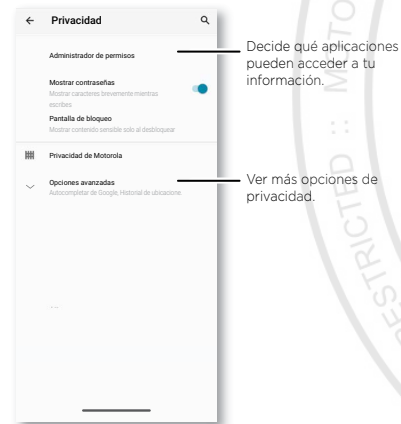 Privacidad
Administrador de permisos
Mostrar contraseñas
Mostrar caracteres brevemente mientras
escribes
Pantalla de bloqueo
Mostrar contenido sensible solo al desbloquear
Privacidad de Motorola
Opciones avanzadas
Autocompletar de Google, Historial de ubicacione.
Decide qué aplicaciones
pueden acceder a tu
información.
Ver más opciones de
privacidad.